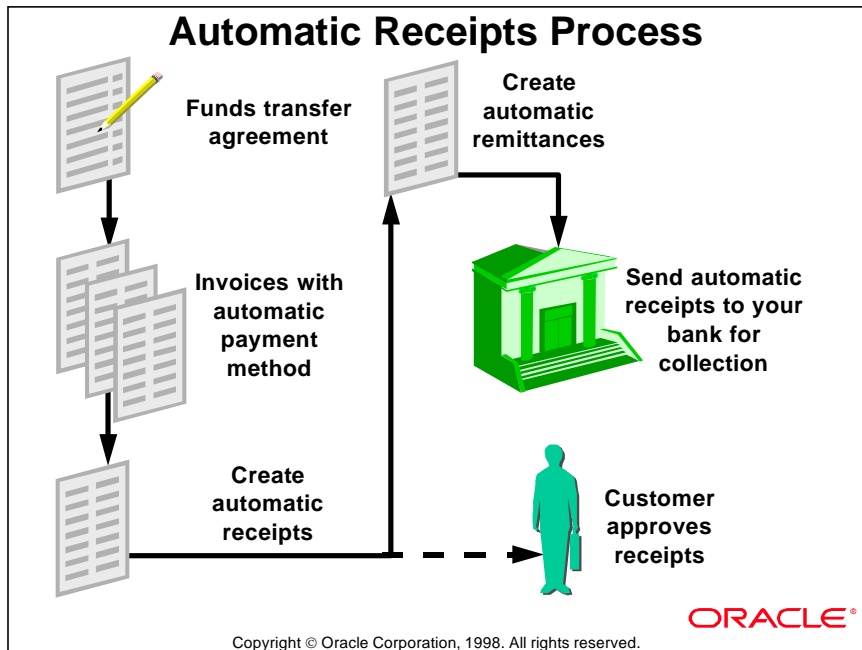 Automatic Receipts Process
Funds transfer
agreement
Invoices with
automatic
payment
method
Create
automatic
receipts
Create
automatic
remittances
Send automatic
receipts to your
bank for
collection
Customer
approves
receipts
ORACLE®
Copyright © Oracle Corporation, 1998. All rights reserved.